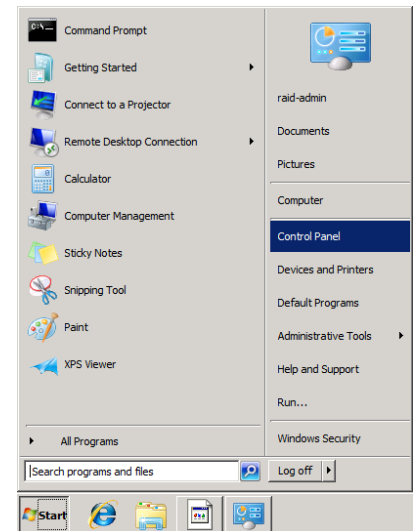 Command Prompt
Getting Started
Connect to a Projector
Remote Desktop Connection
Calculator
Computer Management
Sticky Notes
Snipping Tool
Paint
XPS Viewer
All Programs
Search programs and files
raid-admin
Documents
Pictures
Computer
Control Panel
Devices and Printers
Default Programs
Administrative Tools
Help and Support
Run...
Windows Security
Log off
Start